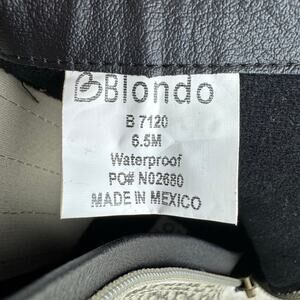 Blondo
B 7120
6.5M
Waterproof
PO# N02680
MADE IN MEXICO